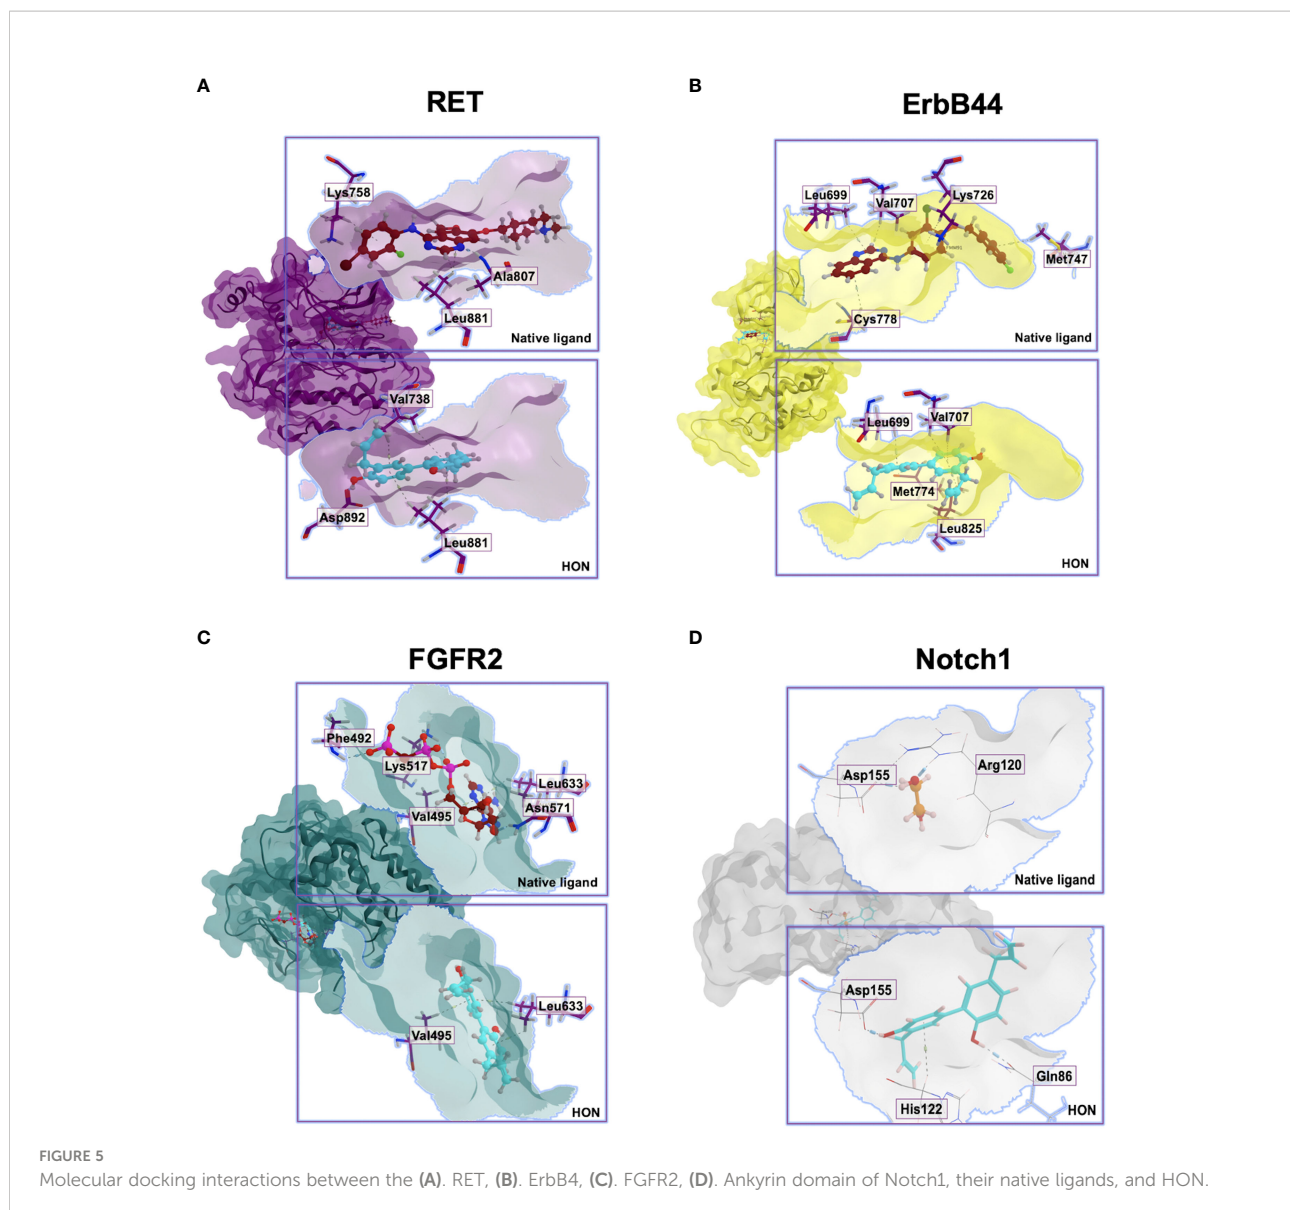 A
RET
Lys758
Ala807
Leu881
Native ligand
Val738
Asp892
Leu881
HON
B
ErbB44
Leu699
Val707
Lys726
Met747
Cys778
Native ligand
Leu699
Val707
Met774
Leu825
HON
C
FGFR2
Phe492
Lys517
Leu633
Asn571
Val495
Native ligand
Leu633
Val495
HON
D
Notch1
Arg120
Asp155
Native ligand
Asp155
Gln86
His122
HON
FIGURE 5
Molecular docking interactions between the (A). RET, (B). ErbB4, (C). FGFR2, (D). Ankyrin domain of Notch1, their native ligands, and HON.